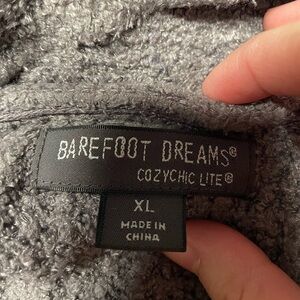 BAREFOOT DREAMS®
COZYCHIC LITE®
XL
MADE IN
CHINA